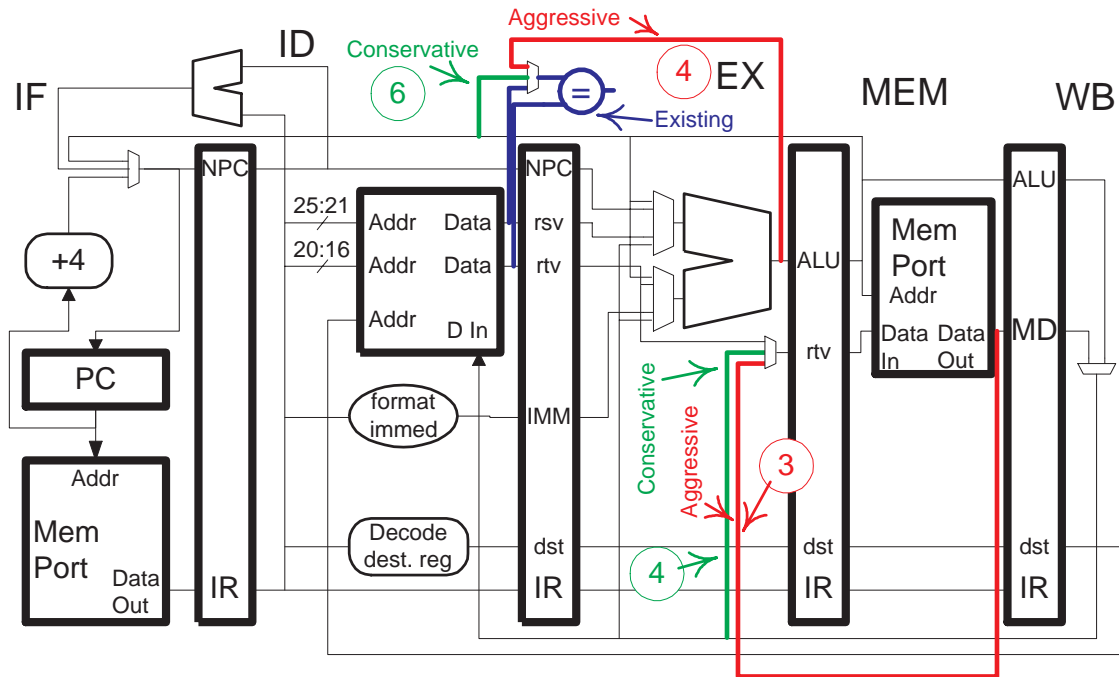 Aggressive
ID
Conservative
4
EX
6
IF
MEM
WB
=
Existing
NPC
NPC
ALU
25:21
Addr
Data
rsv
Mem
Port
20:16
+4
Addr
Data
rtv
ALU
Addr
Addr
D In
Data
In
Data
Out
MD
rtv
PC
format
immed
IMM
Conservative
Aggressive
3
Addr
Mem
Port
Decode
dest. reg
dst
dst
dst
4
Data
Out
IR
IR
IR
IR